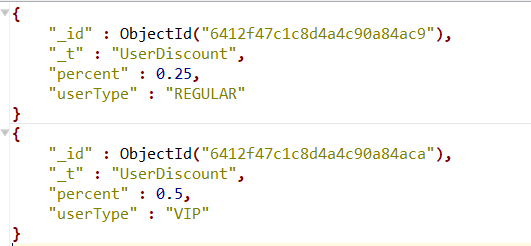 {
"_id" : ObjectId("6412f47c1c8d4a4c90a84ac9"),
"_t" : "UserDiscount",
"percent" : 0.25,
"userType" : "REGULAR"
}
{
"_id" : ObjectId("6412f47c1c8d4a4c90a84aca"),
"_t" : "UserDiscount",
"percent" : 0.5,
"userType" : "VIP"
}